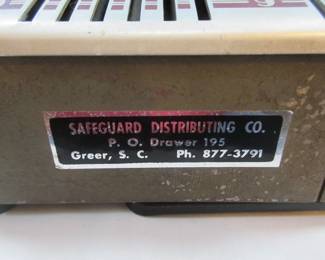 SAFEGUARD DISTRIBUTING CO.
P. O. Drawer 195
Greer, S. C. Ph. 877-3791